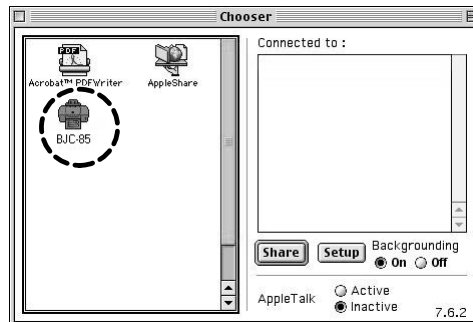 Chooser
Acrobat™ PDFWriter
AppleShare
BJC-85
Connected to :
Share
Setup
Backgrounding
On
Off
AppleTalk
Active
Inactive
7.6.2